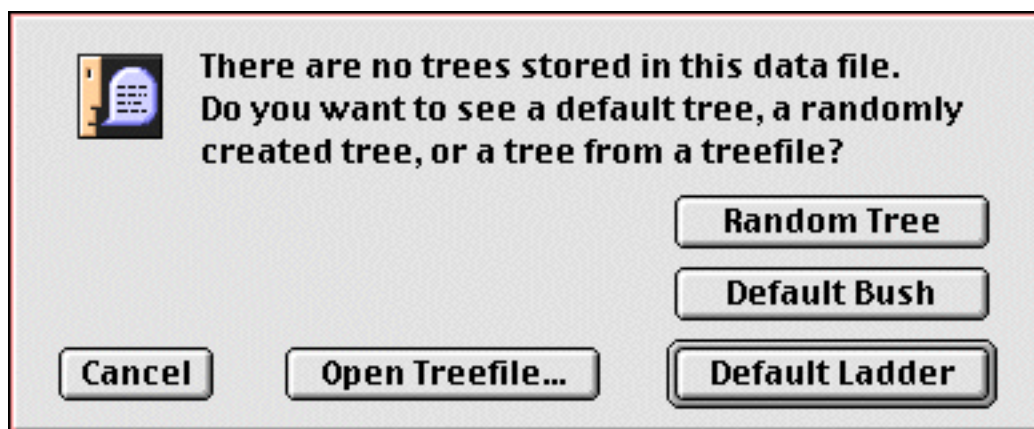 There are no trees stored in this data file.
Do you want to see a default tree, a randomly
created tree, or a tree from a treefile?
Random Tree
Default Bush
Cancel
Open Treefile...
Default Ladder